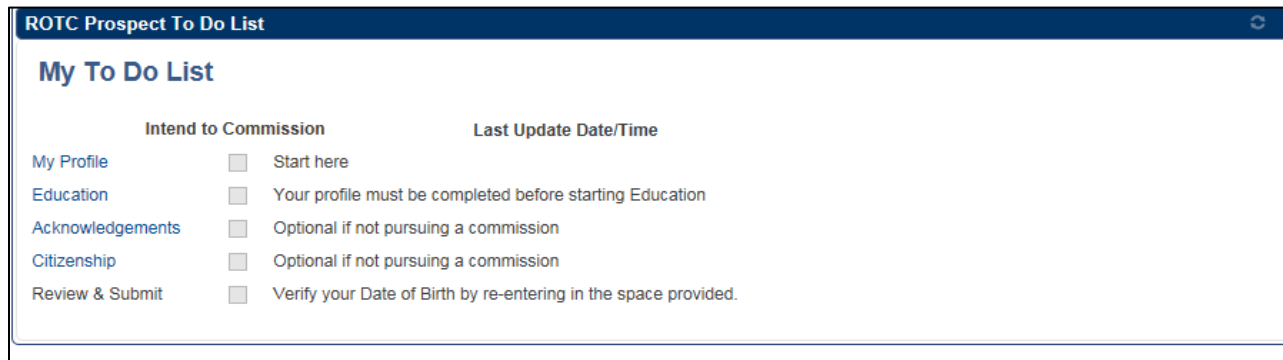 ROTC Prospect To Do List
My To Do List
Intend to Commission Last Update Date/Time
My Profile Start here
Education Your profile must be completed before starting Education
Acknowledgements Optional if not pursuing a commission
Citizenship Optional if not pursuing a commission
Review & Submit Verify your Date of Birth by re-entering in the space provided.